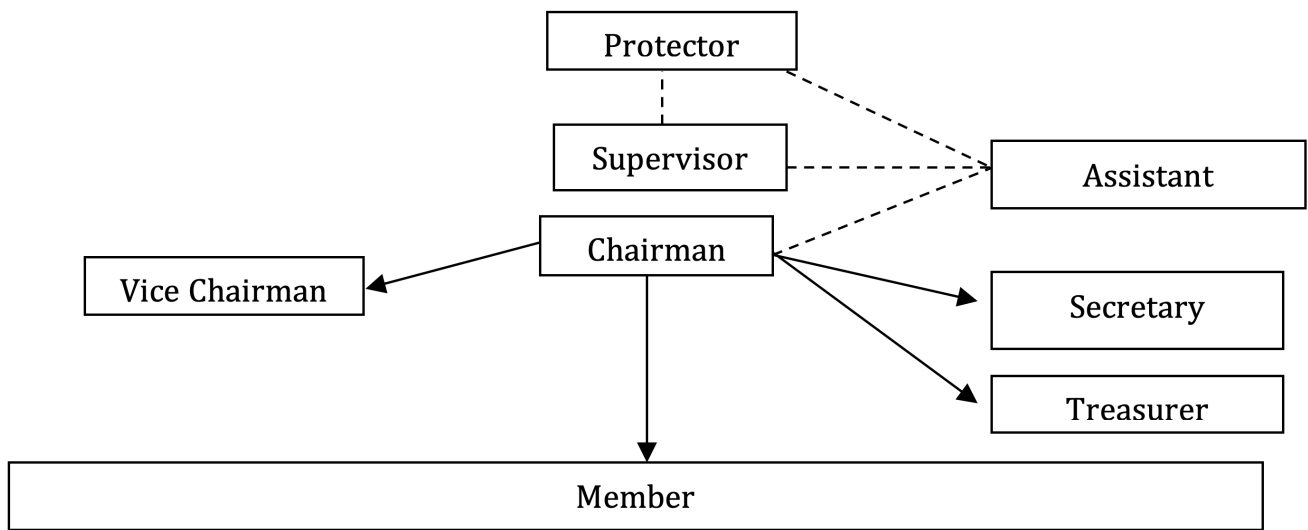 Protector
Supervisor
Assistant
Chairman
Vice Chairman
Secretary
Treasurer
Member